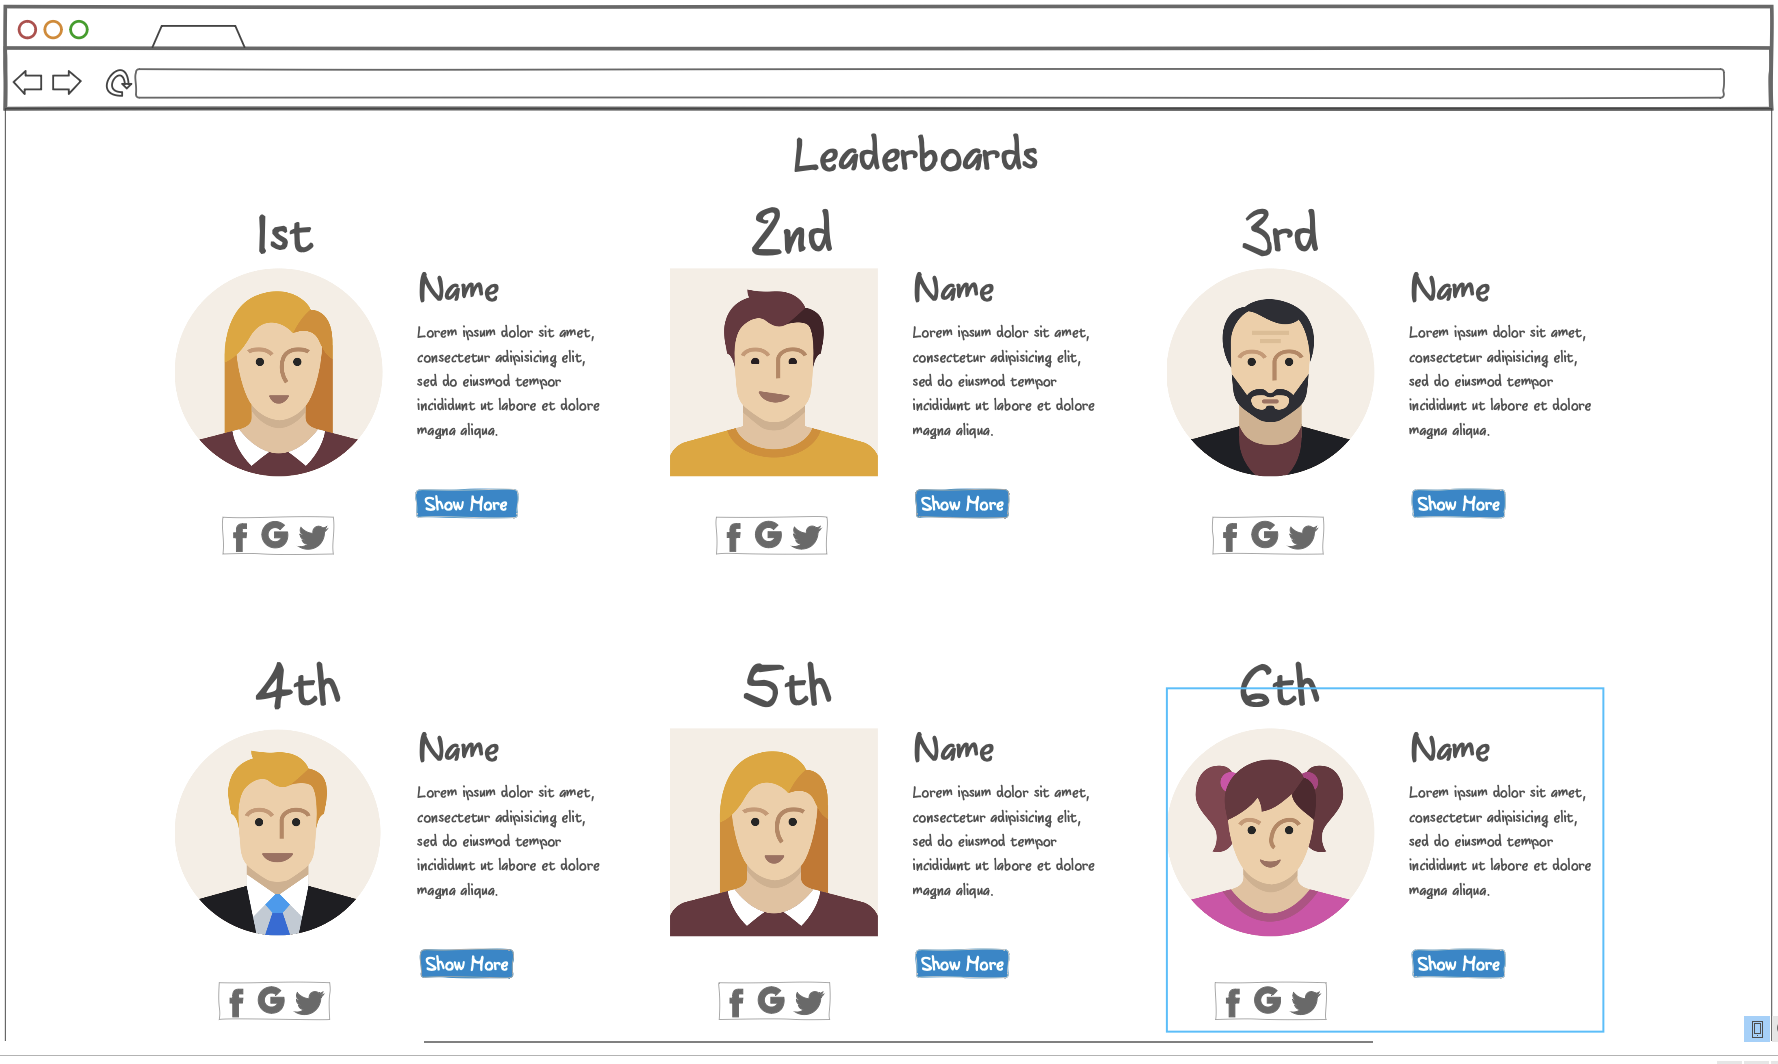 Leaderboards
1st
2nd
3rd
Name
Lorem ipsum dolor sit amet,
consectetur adipisicing elit,
sed do eiusmod tempor
incididunt ut labore et dolore
magna aliqua.
Show More
Name
Lorem ipsum dolor sit amet,
consectetur adipisicing elit,
sed do eiusmod tempor
incididunt ut labore et dolore
magna aliqua.
Show More
Name
Lorem ipsum dolor sit amet,
consectetur adipisicing elit,
sed do eiusmod tempor
incididunt ut labore et dolore
magna aliqua.
Show More
4th
5th
6th
Name
Lorem ipsum dolor sit amet,
consectetur adipisicing elit,
sed do eiusmod tempor
incididunt ut labore et dolore
magna aliqua.
Show More
Name
Lorem ipsum dolor sit amet,
consectetur adipisicing elit,
sed do eiusmod tempor
incididunt ut labore et dolore
magna aliqua.
Show More
Name
Lorem ipsum dolor sit amet,
consectetur adipisicing elit,
sed do eiusmod tempor
incididunt ut labore et dolore
magna aliqua.
Show More